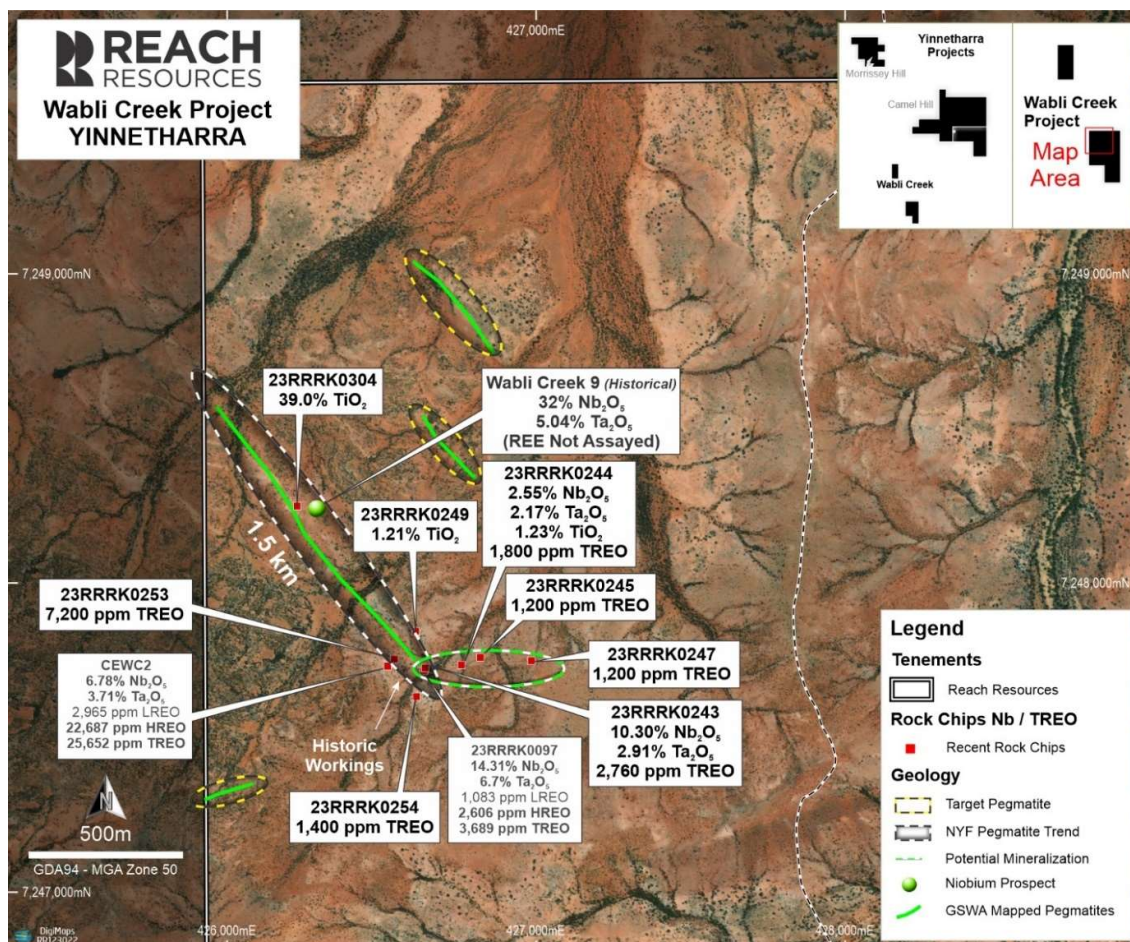 REACH
RESOURCES
Wabli Creek Project
YINNETHARRA
427,000mE
Yinnetharra
Projects
Morrissey Hill
Camel Hill
Wabli Creek
Wabli Creek
Project
Map
Area
7,249,000mN
7,249,000mN
23RRRK0304
39.0% TiO₂
Wabli Creek 9 (Historical)
32% Nb₂O₅
5.04% Ta₂O₅
(REE Not Assayed)
23RRRK0249
1.21% TiO₂
23RRRK0244
2.55% Nb₂O₅
2.17% Ta₂O₅
1.23% TiO₂
1,800 ppm TREO
1.5 km
23RRRK0245
1,200 ppm TREO
7,248,000mN
23RRRK0253
7,200 ppm TREO
23RRRK0247
1,200 ppm TREO
CEWC2
6.78% Nb₂O₅
3.71% Ta₂O₅
2,965 ppm LREO
22,687 ppm HREO
25,652 ppm TREO
Historic
Workings
23RRRK0254
1,400 ppm TREO
23RRRK0097
14.31% Nb₂O₅
6.7% Ta₂O₅
1,083 ppm LREO
2,606 ppm HREO
3,689 ppm TREO
23RRRK0243
10.30% Nb₂O₅
2.91% Ta₂O₅
2,760 ppm TREO
Legend
Tenements
Reach Resources
Rock Chips Nb / TREO
Recent Rock Chips
Geology
Target Pegmatite
NYF Pegmatite Trend
Potential Mineralization
Niobium Prospect
GSWA Mapped Pegmatites
N
500m
GDA94 - MGA Zone 50
7,247,000mN
DigiMaps
426,000mE
427,000mE
428,000mE